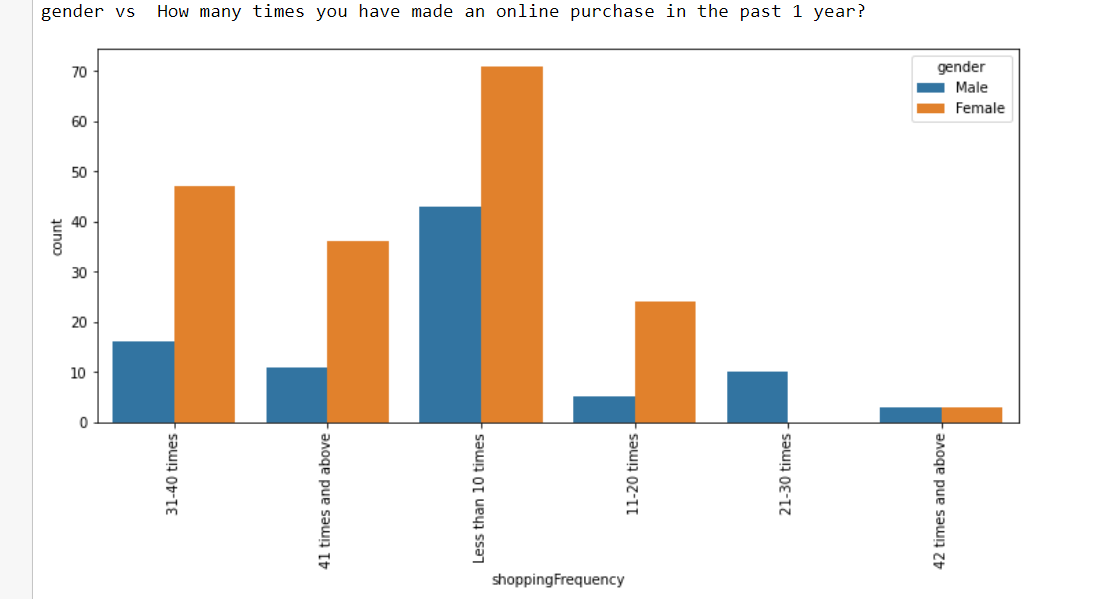 gender vs  How many times you have made an online purchase in the past 1 year?
gender
Male
Female
70
60
50
40
30
20
10
0
count
31-40 times
41 times and above
Less than 10 times
11-20 times
21-30 times
42 times and above
shoppingFrequency